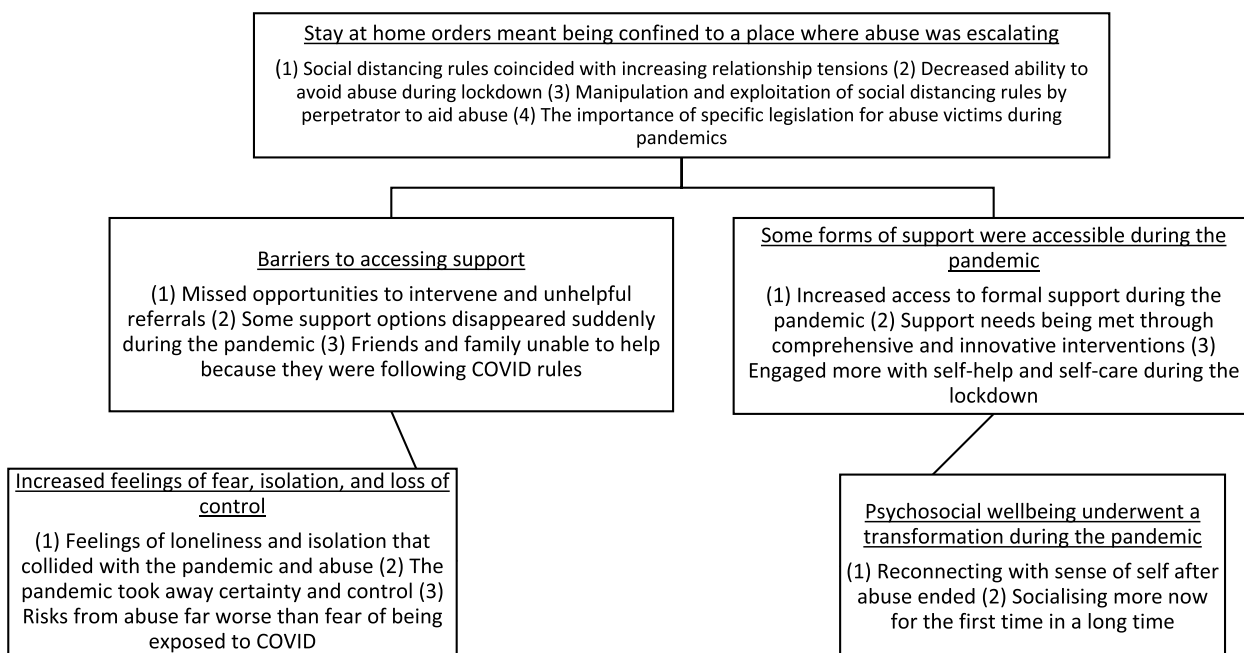 Stay at home orders meant being confined to a place where abuse was escalating
(1) Social distancing rules coincided with increasing relationship tensions (2) Decreased ability to
avoid abuse during lockdown (3) Manipulation and exploitation of social distancing rules by
perpetrator to aid abuse (4) The importance of specific legislation for abuse victims during
pandemics
Barriers to accessing support
(1) Missed opportunities to intervene and unhelpful
referrals (2) Some support options disappeared suddenly
during the pandemic (3) Friends and family unable to help
because they were following COVID rules
Some forms of support were accessible during the
pandemic
(1) Increased access to formal support during the
pandemic (2) Support needs being met through
comprehensive and innovative interventions (3)
Engaged more with self-help and self-care during the
lockdown
Increased feelings of fear, isolation, and loss of
control
(1) Feelings of loneliness and isolation that
collided with the pandemic and abuse (2) The
pandemic took away certainty and control (3)
Risks from abuse far worse than fear of being
exposed to COVID
Psychosocial wellbeing underwent a
transformation during the pandemic
(1) Reconnecting with sense of self after
abuse ended (2) Socialising more now
for the first time in a long time